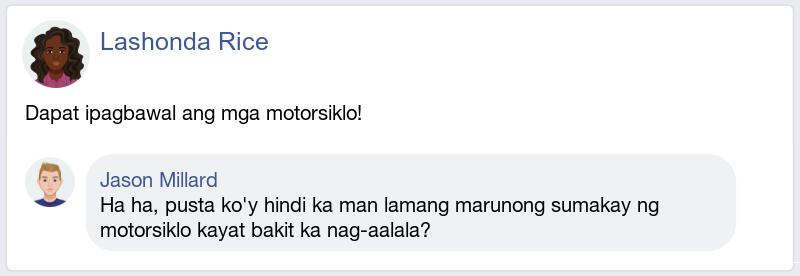 Lashonda Rice
Dapat ipagbawal ang mga motorsiklo!
Jason Millard
Ha ha, pusta ko'y hindi ka man lamang marunong sumakay ng
motorsiklo kayat bakit ka nag-aalala?